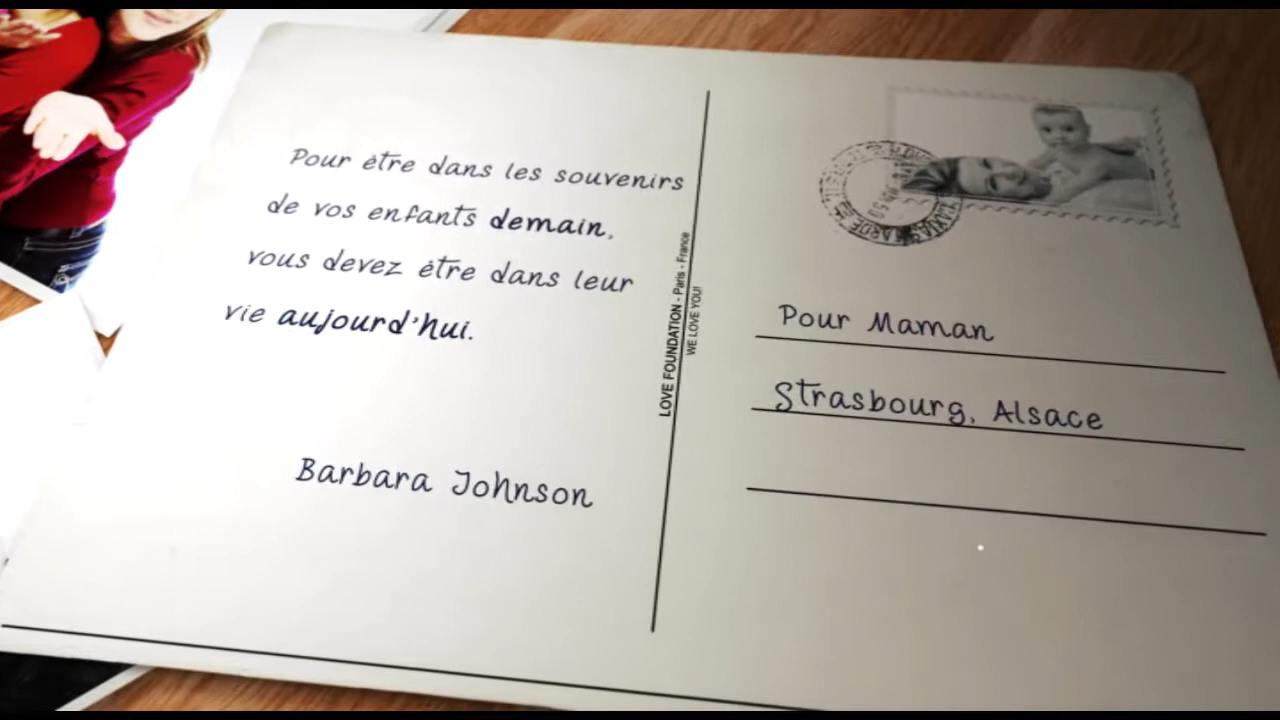 Pour être dans les souvenirs
de vos enfants demain,
vous devez être dans leur
vie aujourd'hui.
Barbara Johnson
LOVE FOUNDATION - Paris - France
WE LOVE YOU!
Pour Maman
Strasbourg, Alsace